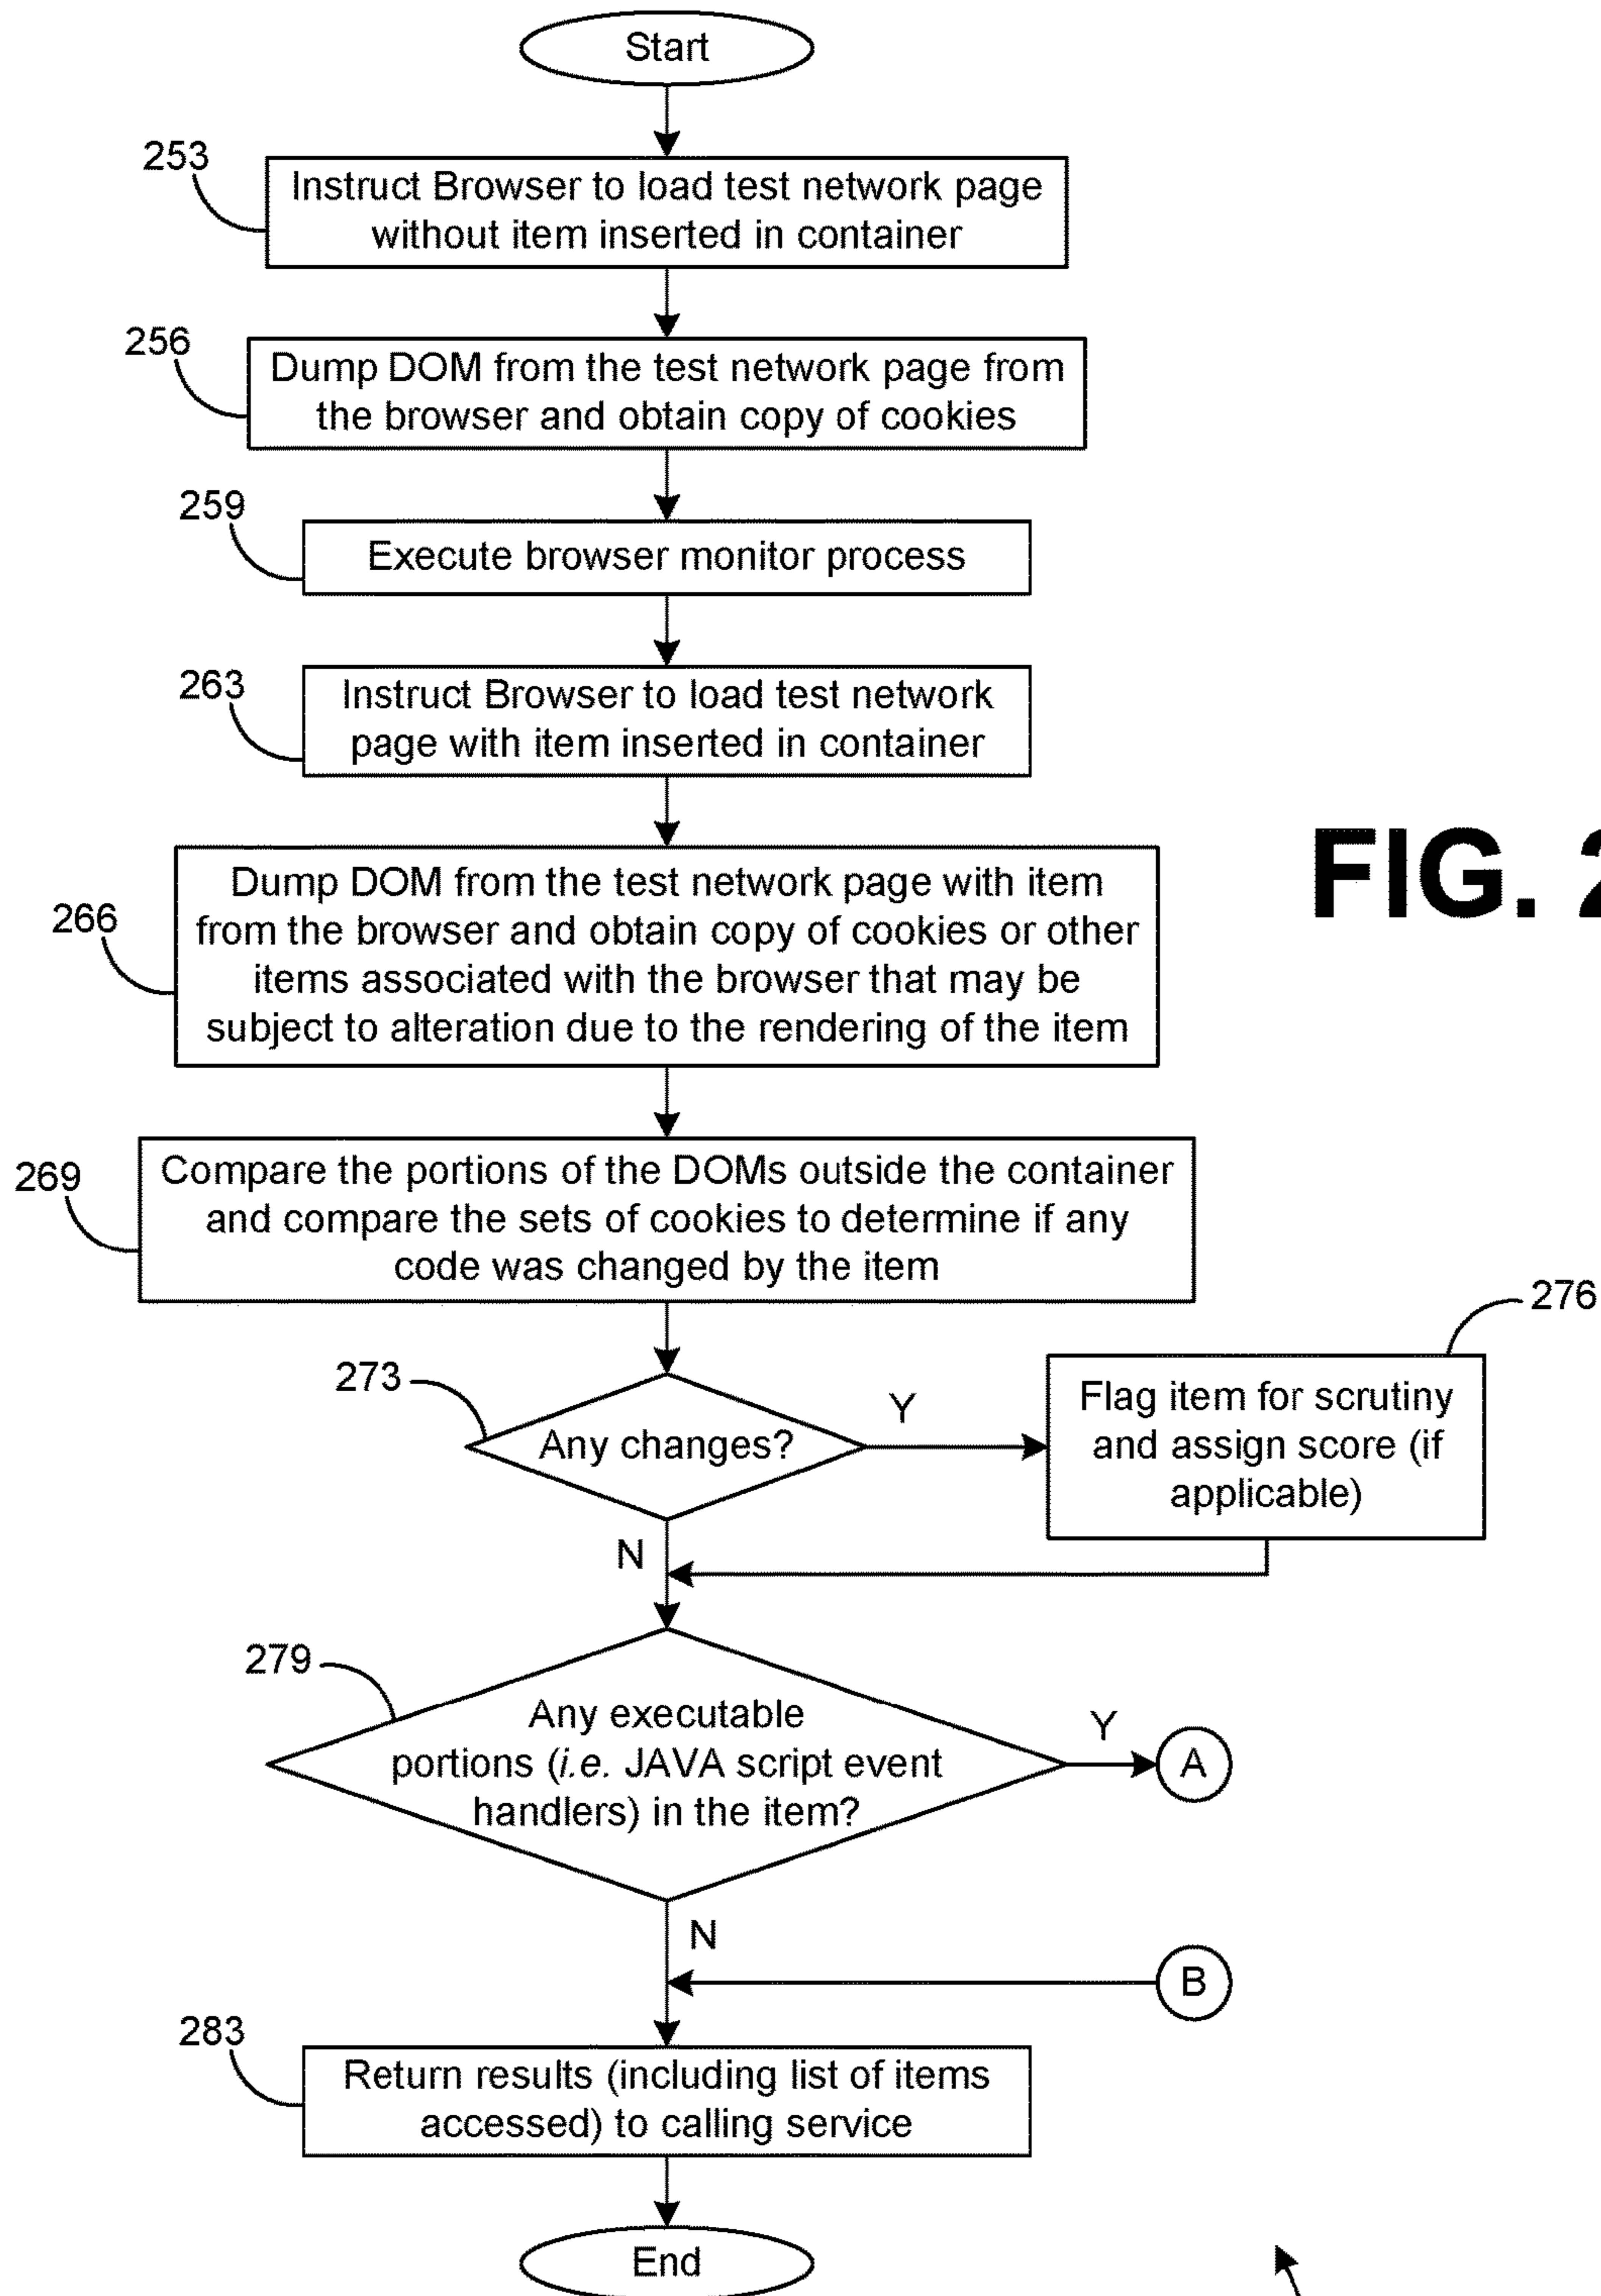 Start
253
Instruct Browser to load test network page
without item inserted in container
256
Dump DOM from the test network page from
the browser and obtain copy of cookies
259
Execute browser monitor process
263
Instruct Browser to load test network
page with item inserted in container
FIG. 2
266
Dump DOM from the test network page with item
from the browser and obtain copy of cookies or other
items associated with the browser that may be
subject to alteration due to the rendering of the item
269
Compare the portions of the DOMs outside the container
and compare the sets of cookies to determine if any
code was changed by the item
276
273
Any changes?
Y
Flag item for scrutiny
and assign score (if
applicable)
N
279
Any executable
portions (i.e. JAVA script event
handlers) in the item?
Y
A
N
B
283
Return results (including list of items
accessed) to calling service
End